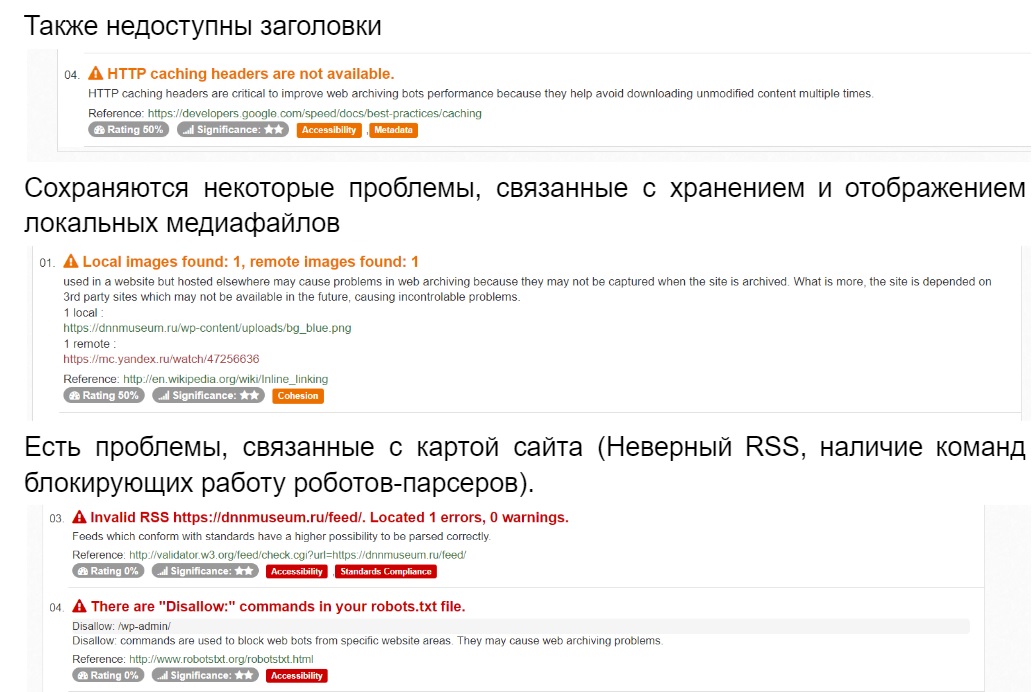 Также недоступны заголовки
04. HTTP caching headers are not available.
HTTP caching headers are critical to improve web archiving bots performance because they help avoid downloading unmodified content multiple times.
Reference: https://developers.google.com/speed/docs/best-practices/caching
Rating 50% Significance: ★★ Accessibility , Metadata
Сохраняются некоторые проблемы, связанные с хранением и отображением
локальных медиафайлов
01. Local images found: 1, remote images found: 1
used in a website but hosted elsewhere may cause problems in web archiving because they may not be captured when the site is archived. What is more, the site is depended on
3rd party sites which may not be available in the future, causing incontrolable problems.
1 local :
https://dnnmuseum.ru/wp-content/uploads/bg_blue.png
1 remote :
https://mc.yandex.ru/watch/47256636
Reference: http://en.wikipedia.org/wiki/Inline_linking
Rating 50% Significance: ★★ Cohesion
Есть проблемы, связанные с картой сайта (Неверный RSS, наличие команд
блокирующих работу роботов-парсеров).
03. Invalid RSS https://dnnmuseum.ru/feed/. Located 1 errors, 0 warnings.
Feeds which conform with standards have a higher possibility to be parsed correctly.
Reference: http://validator.w3.org/feed/check.cgi?url=https://dnnmuseum.ru/feed/
Rating 0% Significance: ★★ Accessibility , Standards Compliance
04. There are "Disallow:" commands in your robots.txt file.
Disallow: /wp-admin/
Disallow: commands are used to block web bots from specific website areas. They may cause web archiving problems.
Reference: http://www.robotstxt.org/robotstxt.html
Rating 0% Significance: ★★ Accessibility